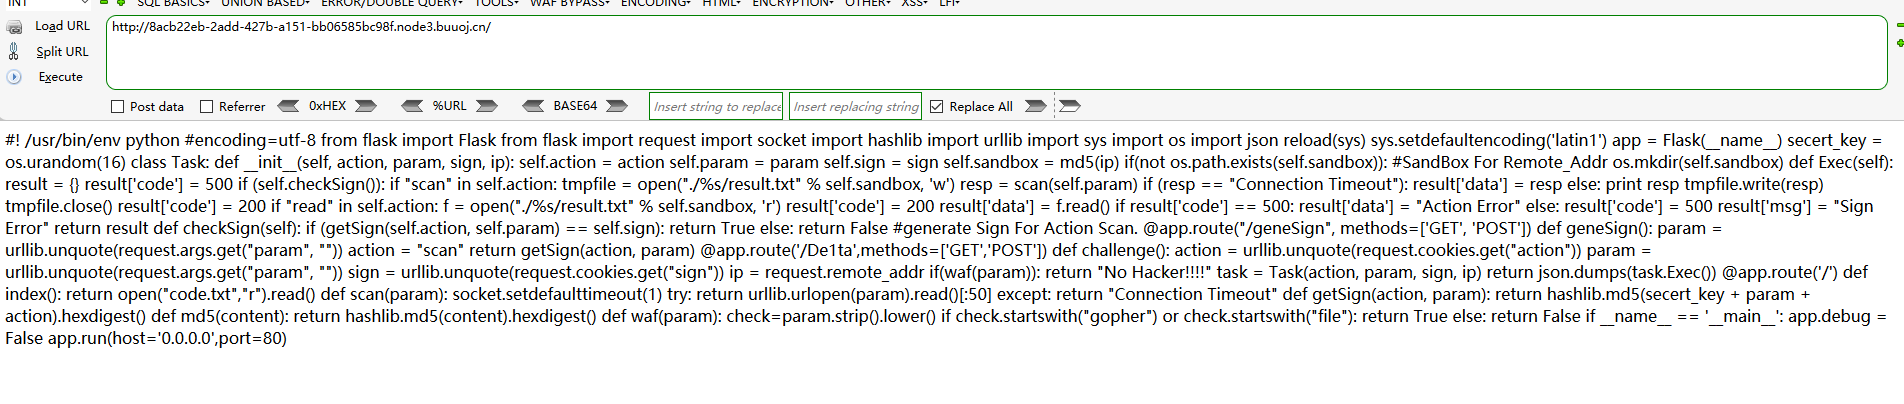 INT SQL BASICS UNION BASED ERROR/DOUBLE QUERY TOOLS WAF BYPASS ENCODING HTML ENCRYPTION OTHER XSS LFI
Load URL http://8acb22eb-2add-427b-a151-bb06585bc98f.node3.buuoj.cn/
Split URL
Execute
Post data Referrer 0xHEX %URL BASE64 Insert string to replace Insert replacing string Replace All
#! /usr/bin/env python #encoding=utf-8 from flask import Flask from flask import request import socket import hashlib import urllib import sys import os import json reload(sys) sys.setdefaultencoding('latin1') app = Flask(__name__) secert_key =
os.urandom(16) class Task: def __init__(self, action, param, sign, ip): self.action = action self.param = param self.sign = sign self.sandbox = md5(ip) if(not os.path.exists(self.sandbox)): #SandBox For Remote_Addr os.mkdir(self.sandbox) def Exec(self):
result = {} result['code'] = 500 if (self.checkSign()): if "scan" in self.action: tmpfile = open("./%s/result.txt" % self.sandbox, 'w') resp = scan(self.param) if (resp == "Connection Timeout"): result['data'] = resp else: print resp tmpfile.write(resp)
tmpfile.close() result['code'] = 200 if "read" in self.action: f = open("./%s/result.txt" % self.sandbox, 'r') result['code'] = 200 result['data'] = f.read() if result['code'] == 500: result['data'] = "Action Error" else: result['code'] = 500 result['msg'] = "Sign
Error" return result def checkSign(self): if (getSign(self.action, self.param) == self.sign): return True else: return False #generate Sign For Action Scan. @app.route("/geneSign", methods=['GET', 'POST']) def geneSign(): param =
urllib.unquote(request.args.get("param", "")) action = "scan" return getSign(action, param) @app.route('/De1ta',methods=['GET','POST']) def challenge(): action = urllib.unquote(request.cookies.get("action")) param =
urllib.unquote(request.args.get("param", "")) sign = urllib.unquote(request.cookies.get("sign")) ip = request.remote_addr if(waf(param)): return "No Hacker!!!!" task = Task(action, param, sign, ip) return json.dumps(task.Exec()) @app.route('/') def
index(): return open("code.txt","r").read() def scan(param): socket.setdefaulttimeout(1) try: return urllib.urlopen(param).read()[:50] except: return "Connection Timeout" def getSign(action, param): return hashlib.md5(secert_key + param +
action).hexdigest() def md5(content): return hashlib.md5(content).hexdigest() def waf(param): check=param.strip().lower() if check.startswith("gopher") or check.startswith("file"): return True else: return False if __name__ == '__main__': app.debug =
False app.run(host='0.0.0.0',port=80)